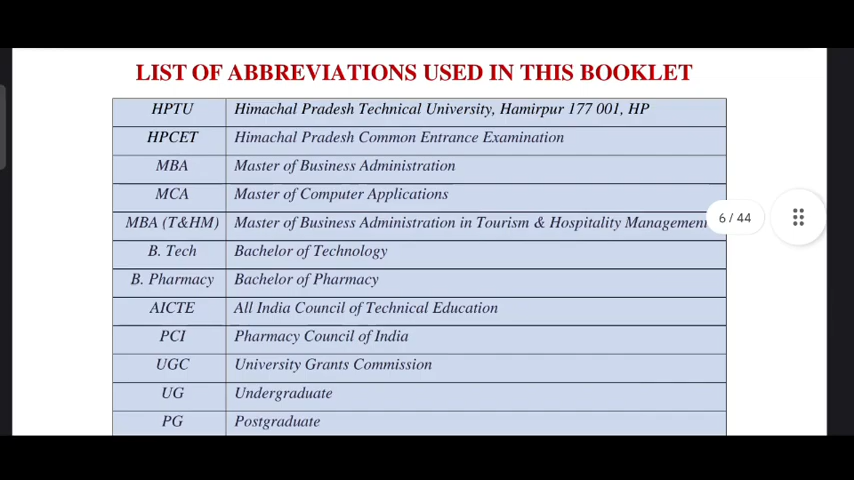 LIST OF ABBREVIATIONS USED IN THIS BOOKLET
HPTU Himachal Pradesh Technical University, Hamirpur 177 001, HP
HPCET Himachal Pradesh Common Entrance Examination
MBA Master of Business Administration
MCA Master of Computer Applications
MBA (T&HM) Master of Business Administration in Tourism & Hospitality Management
6 / 44
B. Tech Bachelor of Technology
B. Pharmacy Bachelor of Pharmacy
AICTE All India Council of Technical Education
PCI Pharmacy Council of India
UGC University Grants Commission
UG Undergraduate
PG Postgraduate